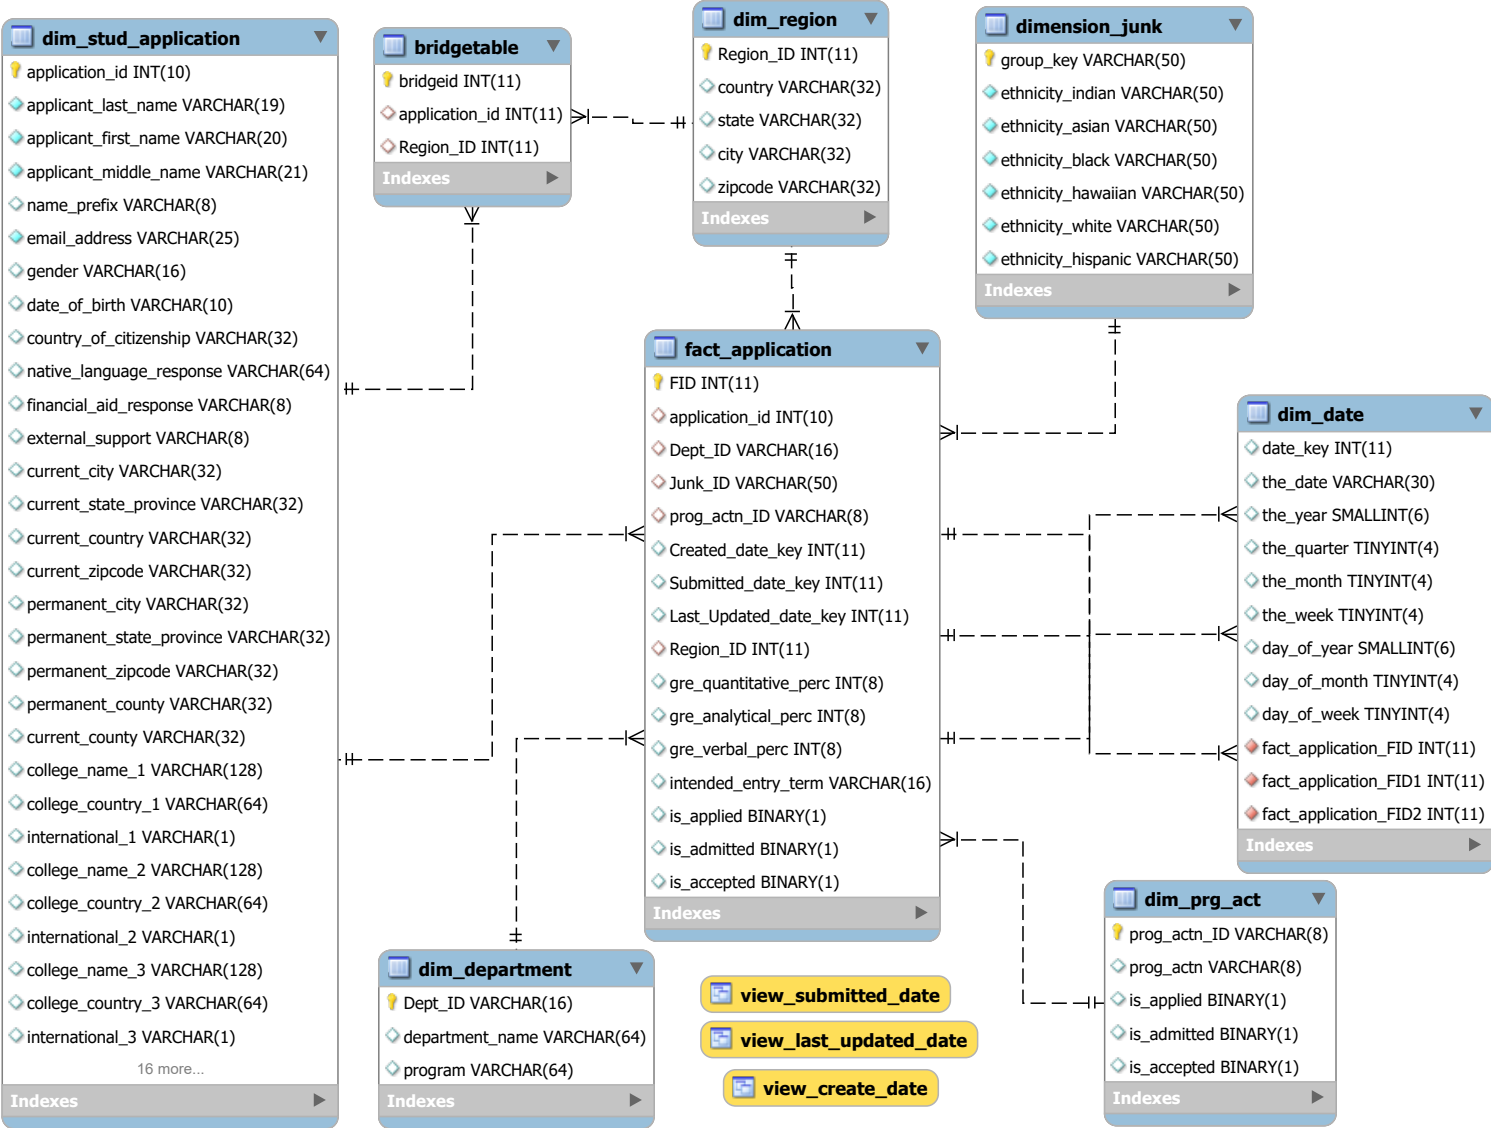 dim_stud_application
application_id INT(10)
applicant_last_name VARCHAR(19)
applicant_first_name VARCHAR(20)
applicant_middle_name VARCHAR(21)
name_prefix VARCHAR(8)
email_address VARCHAR(25)
gender VARCHAR(16)
date_of_birth VARCHAR(10)
country_of_citizenship VARCHAR(32)
native_language_response VARCHAR(64)
financial_aid_response VARCHAR(8)
external_support VARCHAR(8)
current_city VARCHAR(32)
current_state_province VARCHAR(32)
current_country VARCHAR(32)
current_zipcode VARCHAR(32)
permanent_city VARCHAR(32)
permanent_state_province VARCHAR(32)
permanent_zipcode VARCHAR(32)
permanent_county VARCHAR(32)
current_county VARCHAR(32)
college_name_1 VARCHAR(128)
college_country_1 VARCHAR(64)
international_1 VARCHAR(1)
college_name_2 VARCHAR(128)
college_country_2 VARCHAR(64)
international_2 VARCHAR(1)
college_name_3 VARCHAR(128)
college_country_3 VARCHAR(64)
international_3 VARCHAR(1)
16 more...
Indexes
bridgetable
bridgeid INT(11)
application_id INT(11)
Region_ID INT(11)
Indexes
dim_region
Region_ID INT(11)
country VARCHAR(32)
state VARCHAR(32)
city VARCHAR(32)
zipcode VARCHAR(32)
Indexes
dimension_junk
group_key VARCHAR(50)
ethnicity_indian VARCHAR(50)
ethnicity_asian VARCHAR(50)
ethnicity_black VARCHAR(50)
ethnicity_hawaiian VARCHAR(50)
ethnicity_white VARCHAR(50)
ethnicity_hispanic VARCHAR(50)
Indexes
fact_application
FID INT(11)
application_id INT(10)
Dept_ID VARCHAR(16)
Junk_ID VARCHAR(50)
prog_actn_ID VARCHAR(8)
Created_date_key INT(11)
Submitted_date_key INT(11)
Last_Updated_date_key INT(11)
Region_ID INT(11)
gre_quantitative_perc INT(8)
gre_analytical_perc INT(8)
gre_verbal_perc INT(8)
intended_entry_term VARCHAR(16)
is_applied BINARY(1)
is_admitted BINARY(1)
is_accepted BINARY(1)
Indexes
dim_date
date_key INT(11)
the_date VARCHAR(30)
the_year SMALLINT(6)
the_quarter TINYINT(4)
the_month TINYINT(4)
the_week TINYINT(4)
day_of_year SMALLINT(6)
day_of_month TINYINT(4)
day_of_week TINYINT(4)
fact_application_FID INT(11)
fact_application_FID1 INT(11)
fact_application_FID2 INT(11)
Indexes
dim_department
Dept_ID VARCHAR(16)
department_name VARCHAR(64)
program VARCHAR(64)
Indexes
view_submitted_date
view_last_updated_date
view_create_date
dim_prg_act
prog_actn_ID VARCHAR(8)
prog_actn VARCHAR(8)
is_applied BINARY(1)
is_admitted BINARY(1)
is_accepted BINARY(1)
Indexes